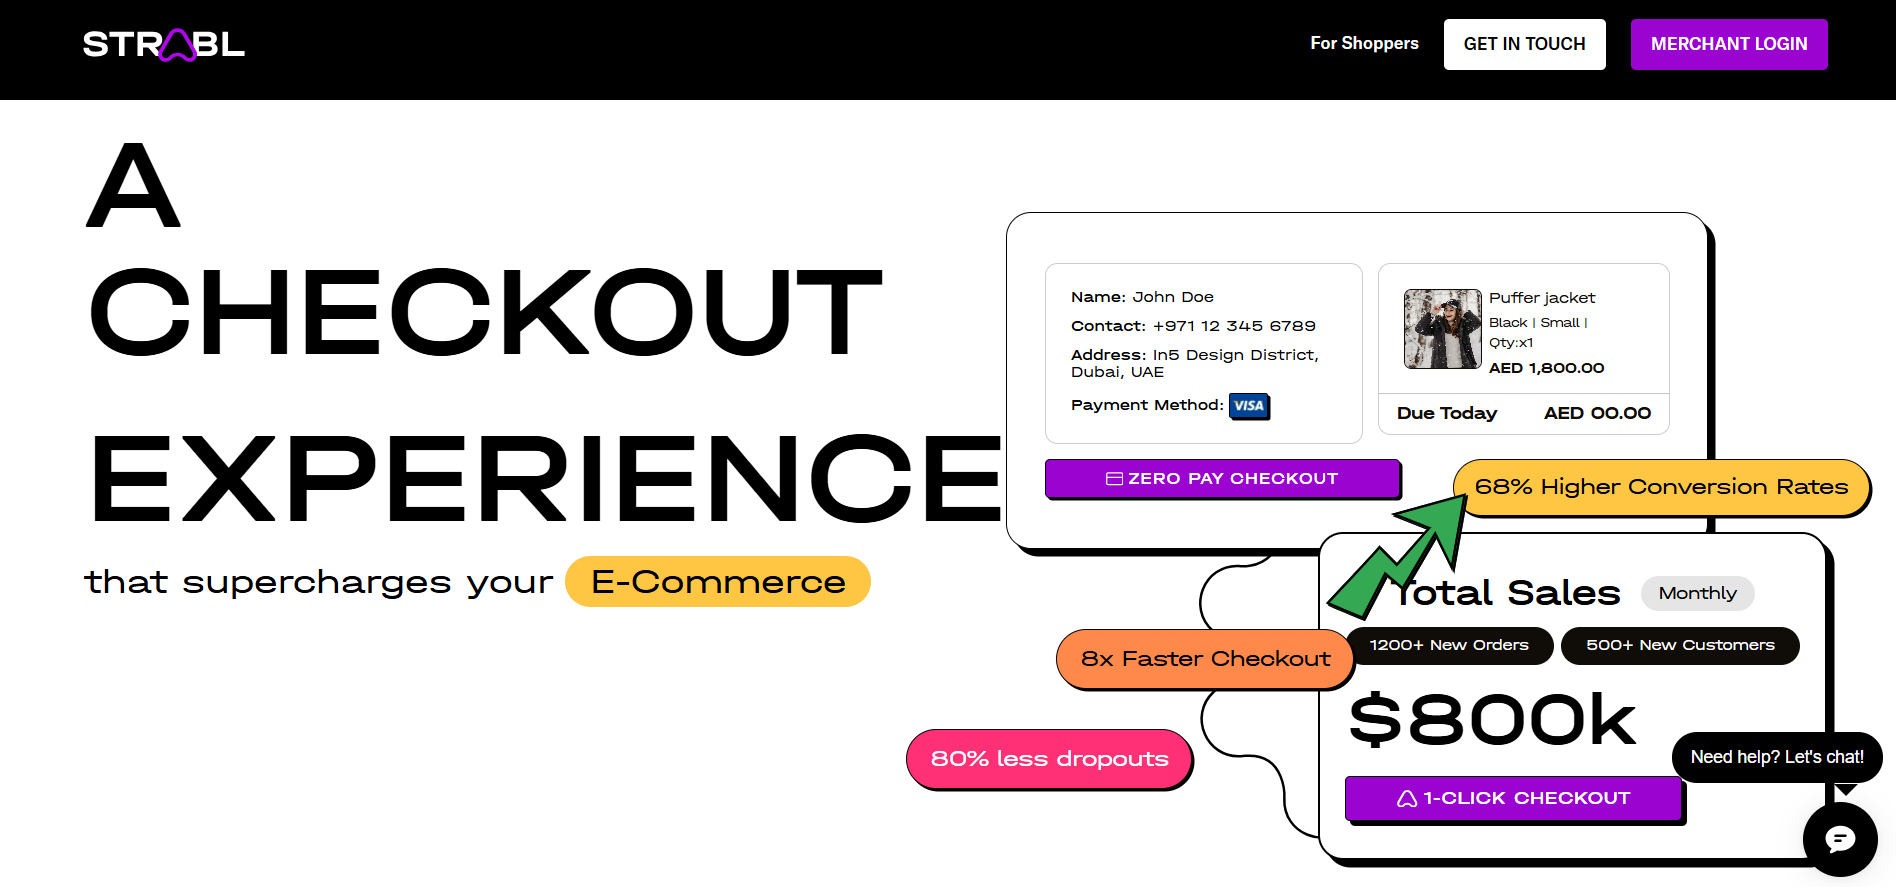 STRABL
For Shoppers
GET IN TOUCH
MERCHANT LOGIN
A
CHECKOUT
EXPERIENCE
that supercharges your E-Commerce
Name: John Doe
Contact: +971 12 345 6789
Address: In5 Design District,
Dubai, UAE
Payment Method: VISA
Puffer jacket
Black | Small |
Qty:x1
AED 1,800.00
Due Today AED 00.00
ZERO PAY CHECKOUT
68% Higher Conversion Rates
Total Sales
Monthly
8x Faster Checkout
1200+ New Orders
500+ New Customers
$800k
80% less dropouts
Need help? Let's chat!
1-CLICK CHECKOUT